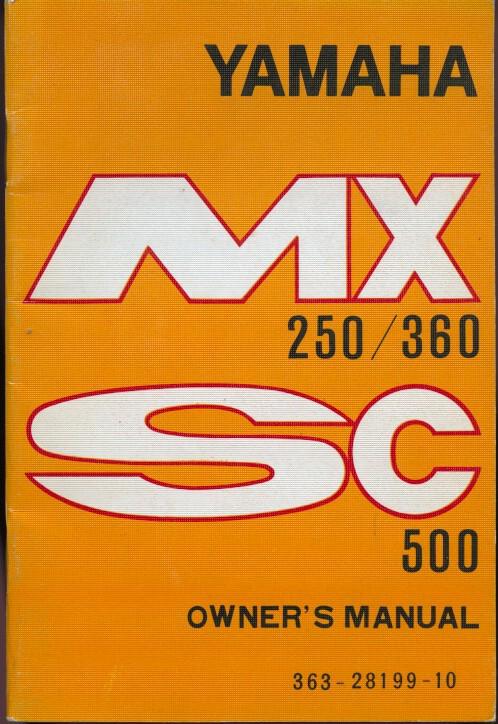 YAMAHA
MX
250/360
SC
500
OWNER'S MANUAL
363-28199-10